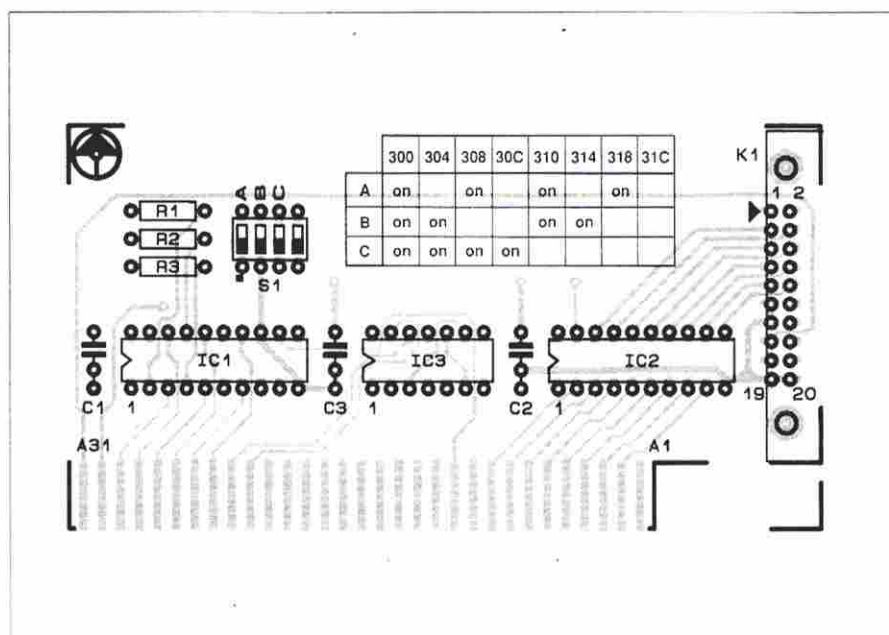 300 304 308 30C 310 314 318 31C
A on on on on
B on on on on
C on on on on
K1
1 2
A B C
R1
R2
R3
S1
IC1
IC3
IC2
C1 1 C3 1 C2 1
19 20
A31 A1